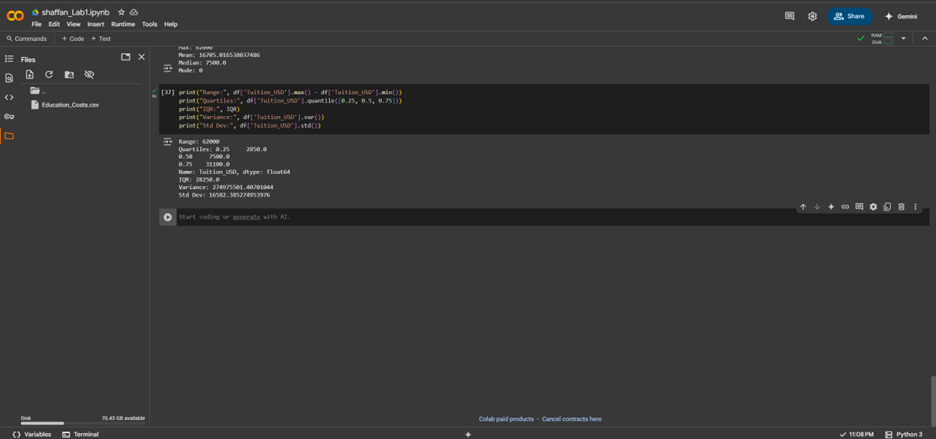 shaffan_Lab1.ipynb
File Edit View Insert Runtime Tools Help
Share
Gemini
Commands + Code + Text
RAM
Disk
Files
..
Education_Costs.csv
Max: 62000
Mean: 16705.016538037486
Median: 7500.0
Mode: 0
[37] print("Range:", df['Tuition_USD'].max() - df['Tuition_USD'].min())
print("Quartiles:", df['Tuition_USD'].quantile([0.25, 0.5, 0.75]))
print("IQR:", IQR)
print("Variance:", df['Tuition_USD'].var())
print("Std Dev:", df['Tuition_USD'].std())
Range: 62000
Quartiles: 0.25 2850.0
0.50 7500.0
0.75 31100.0
Name: Tuition_USD, dtype: float64
IQR: 28250.0
Variance: 274975501.40701044
Std Dev: 16582.385274953976
Start coding or generate with AI.
Disk 70.43 GB available
Colab paid products - Cancel contracts here
Variables Terminal
11:08 PM Python 3